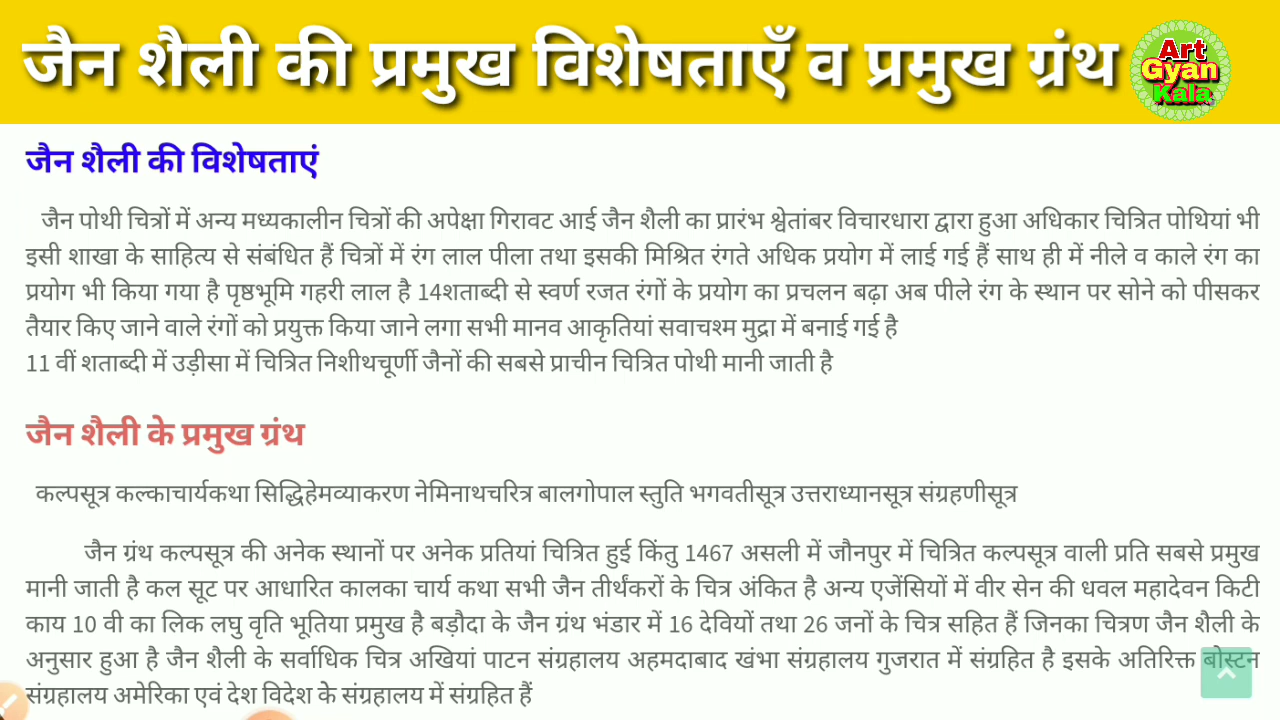 जैन शैली की प्रमुख विशेषताएँ व प्रमुख ग्रंथ
Art
Gyan
Kala
जैन शैली की विशेषताएं
जैन पोथी चित्रों में अन्य मध्यकालीन चित्रों की अपेक्षा गिरावट आई जैन शैली का प्रारंभ श्वेतांबर विचारधारा द्वारा हुआ अधिकार चित्रित पोथियां भी
इसी शाखा के साहित्य से संबंधित हैं चित्रों में रंग लाल पीला तथा इसकी मिश्रित रंगते अधिक प्रयोग में लाई गई हैं साथ ही में नीले व काले रंग का
प्रयोग भी किया गया है पृष्ठभूमि गहरी लाल है 14शताब्दी से स्वर्ण रजत रंगों के प्रयोग का प्रचलन बढ़ा अब पीले रंग के स्थान पर सोने को पीसकर
तैयार किए जाने वाले रंगों को प्रयुक्त किया जाने लगा सभी मानव आकृतियां सवाचश्म मुद्रा में बनाई गई है
11 वीं शताब्दी में उड़ीसा में चित्रित निशीथचूर्णी जैनों की सबसे प्राचीन चित्रित पोथी मानी जाती है
जैन शैली के प्रमुख ग्रंथ
कल्पसूत्र कल्काचार्यकथा सिद्धिहेमव्याकरण नेमिनाथचरित्र बालगोपाल स्तुति भगवतीसूत्र उत्तराध्यानसूत्र संग्रहणीसूत्र
जैन ग्रंथ कल्पसूत्र की अनेक स्थानों पर अनेक प्रतियां चित्रित हुई किंतु 1467 असली में जौनपुर में चित्रित कल्पसूत्र वाली प्रति सबसे प्रमुख
मानी जाती है कल सूट पर आधारित कालका चार्य कथा सभी जैन तीर्थंकरों के चित्र अंकित है अन्य एजेंसियों में वीर सेन की धवल महादेवन किटी
काय 10 वी का लिक लघु वृति भूतिया प्रमुख है बड़ौदा के जैन ग्रंथ भंडार में 16 देवियों तथा 26 जनों के चित्र सहित हैं जिनका चित्रण जैन शैली के
अनुसार हुआ है जैन शैली के सर्वाधिक चित्र अखियां पाटन संग्रहालय अहमदाबाद खंभा संग्रहालय गुजरात में संग्रहित है इसके अतिरिक्त बोस्टन
संग्रहालय अमेरिका एवं देश विदेश के संग्रहालय में संग्रहित हैं